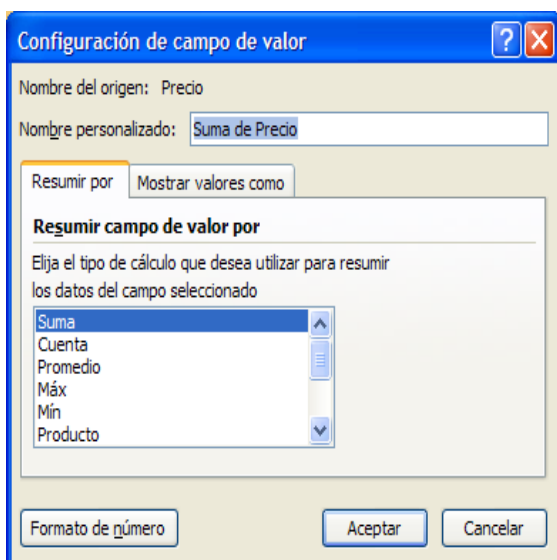 Configuración de campo de valor
Nombre del origen: Precio
Nombre personalizado: Suma de Precio
Resumir por Mostrar valores como
Resumir campo de valor por
Elija el tipo de cálculo que desea utilizar para resumir
los datos del campo seleccionado
Suma
Cuenta
Promedio
Máx
Mín
Producto
Formato de número Aceptar Cancelar